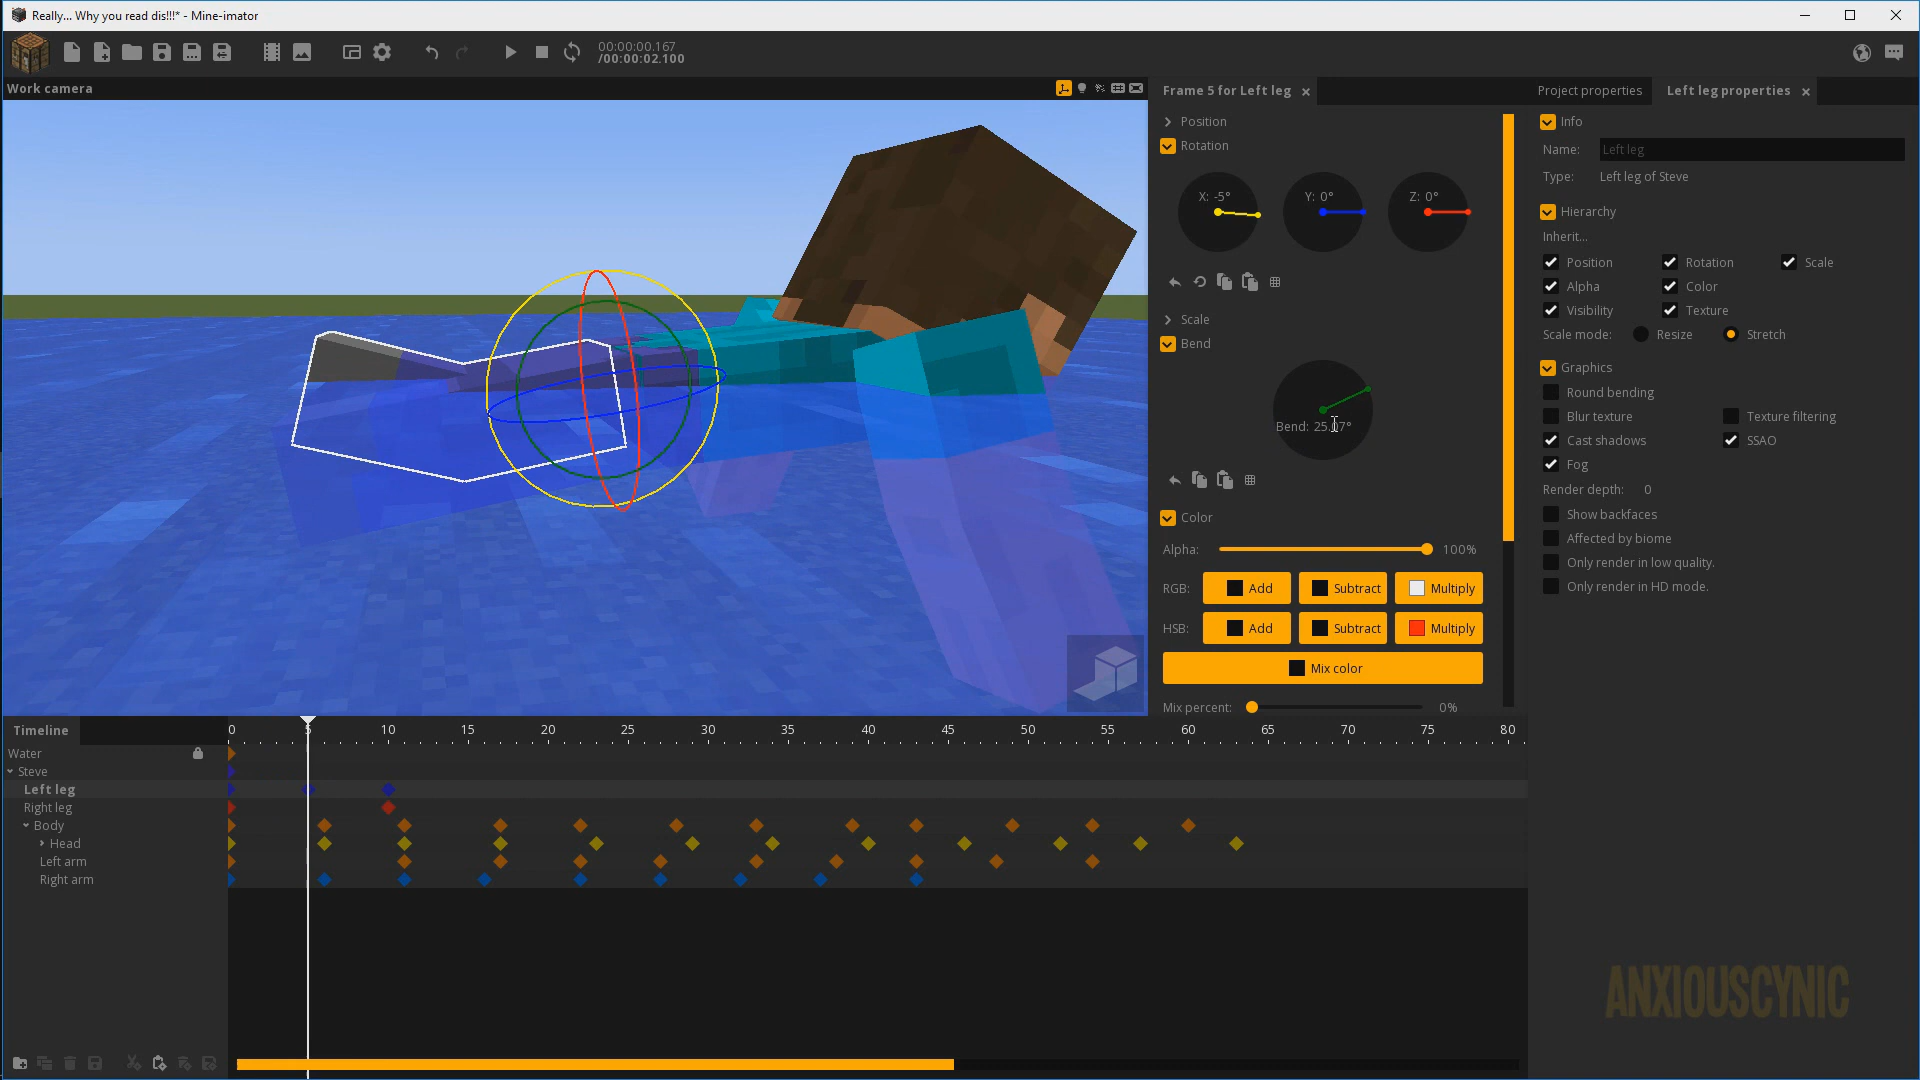 Really... Why you read dis!!!* - Mine-imator
00:00:00.167
/00:00:02.100
Work camera
Frame 5 for Left leg
Project properties
Left leg properties
Position
Rotation
X: -5°
Y: 0°
Z: 0°
Scale
Bend
Bend: 25.07°
Color
Alpha:
100%
RGB:
Add
Subtract
Multiply
HSB:
Add
Subtract
Multiply
Mix color
Mix percent:
0%
Info
Name:
Left leg
Type:
Left leg of Steve
Hierarchy
Inherit...
Position
Rotation
Scale
Alpha
Color
Visibility
Texture
Scale mode:
Resize
Stretch
Graphics
Round bending
Blur texture
Texture filtering
Cast shadows
SSAO
Fog
Render depth:
0
Show backfaces
Affected by biome
Only render in low quality.
Only render in HD mode.
Timeline
0 5 10 15 20 25 30 35 40 45 50 55 60 65 70 75 80
Water
Steve
Left leg
Right leg
Body
Head
Left arm
Right arm
ANXIOUSCYNIC